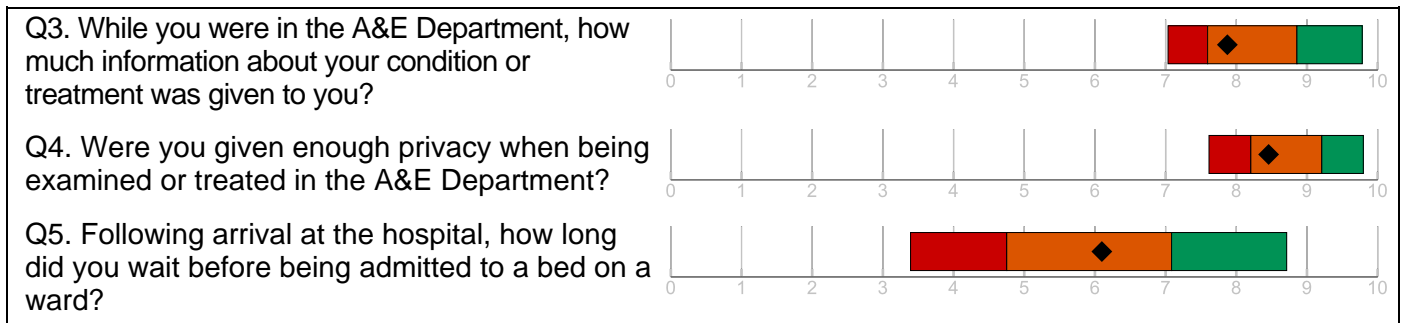 Q3. While you were in the A&E Department, how
much information about your condition or
treatment was given to you?
0 1 2 3 4 5 6 7 8 9 10
Q4. Were you given enough privacy when being
examined or treated in the A&E Department?
0 1 2 3 4 5 6 7 8 9 10
Q5. Following arrival at the hospital, how long
did you wait before being admitted to a bed on a
ward?
0 1 2 3 4 5 6 7 8 9 10